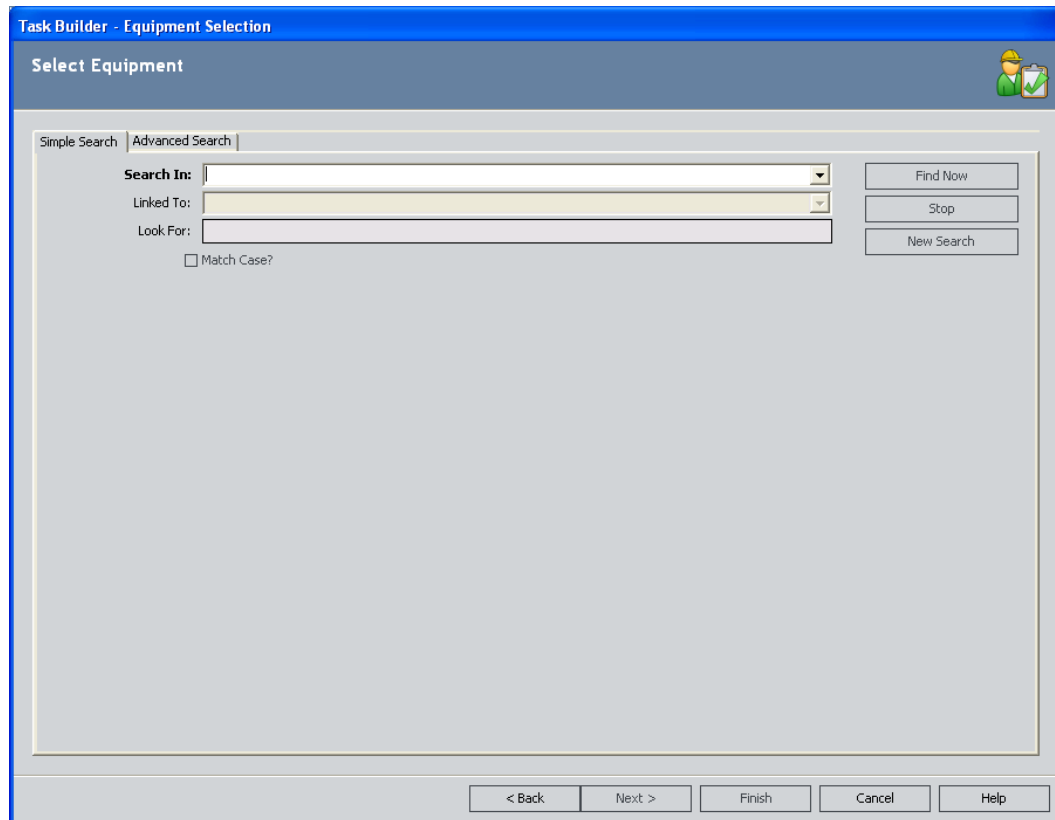 Task Builder - Equipment Selection
Select Equipment
Simple Search Advanced Search
Search In:
Find Now
Linked To:
Stop
Look For:
New Search
Match Case?
< Back Next > Finish Cancel Help